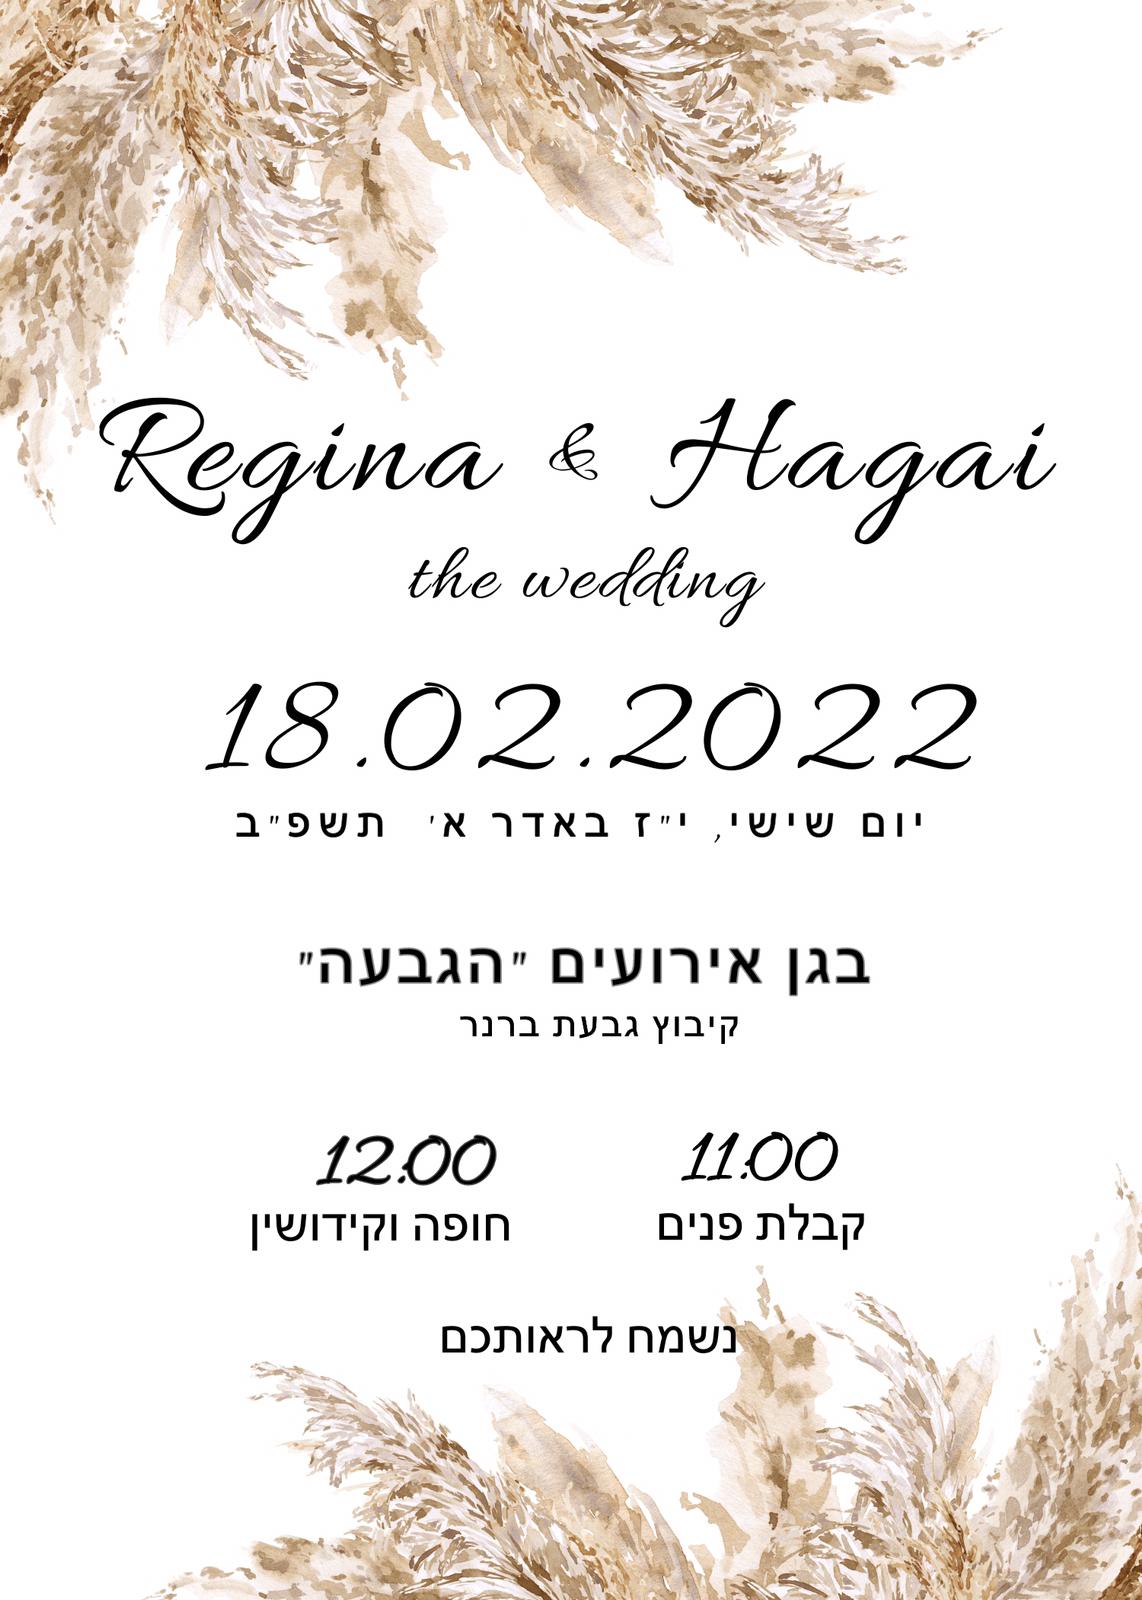 Regina & Hagai
the wedding
18.02.2022
יום שישי, י"ז באדר א' תשפ"ב
בגן אירועים "הגבעה"
קיבוץ גבעת ברנר
11:00 12:00
קבלת פנים חופה וקידושין
נשמח לראותכם